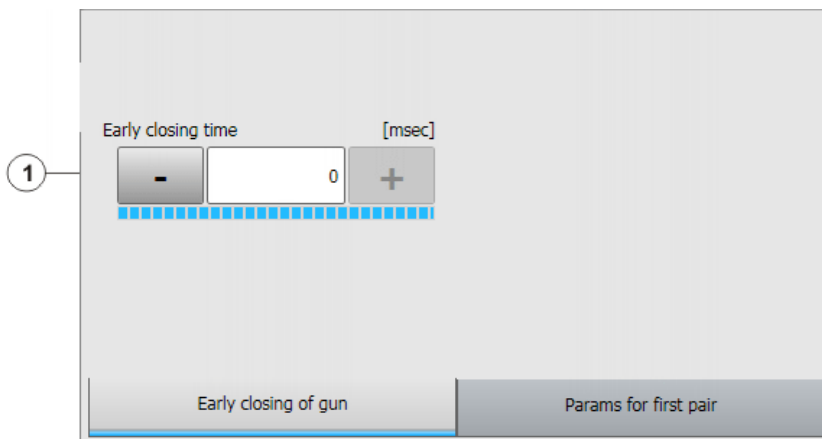 Early closing time [msec]
1 - 0 +
Early closing of gun Params for first pair